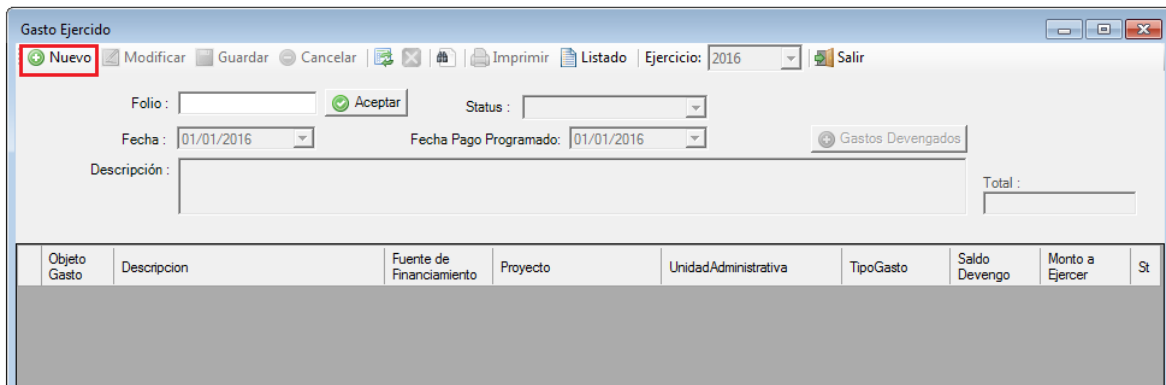 Gasto Ejercido
Nuevo Modificar Guardar Cancelar Imprimir Listado Ejercicio: 2016 Salir
Folio : Aceptar Status :
Fecha : 01/01/2016 Fecha Pago Programado: 01/01/2016 Gastos Devengados
Descripción :
Total :
Objeto Gasto Descripcion Fuente de Financiamiento Proyecto UnidadAdministrativa TipoGasto Saldo Devengo Monto a Ejercer St